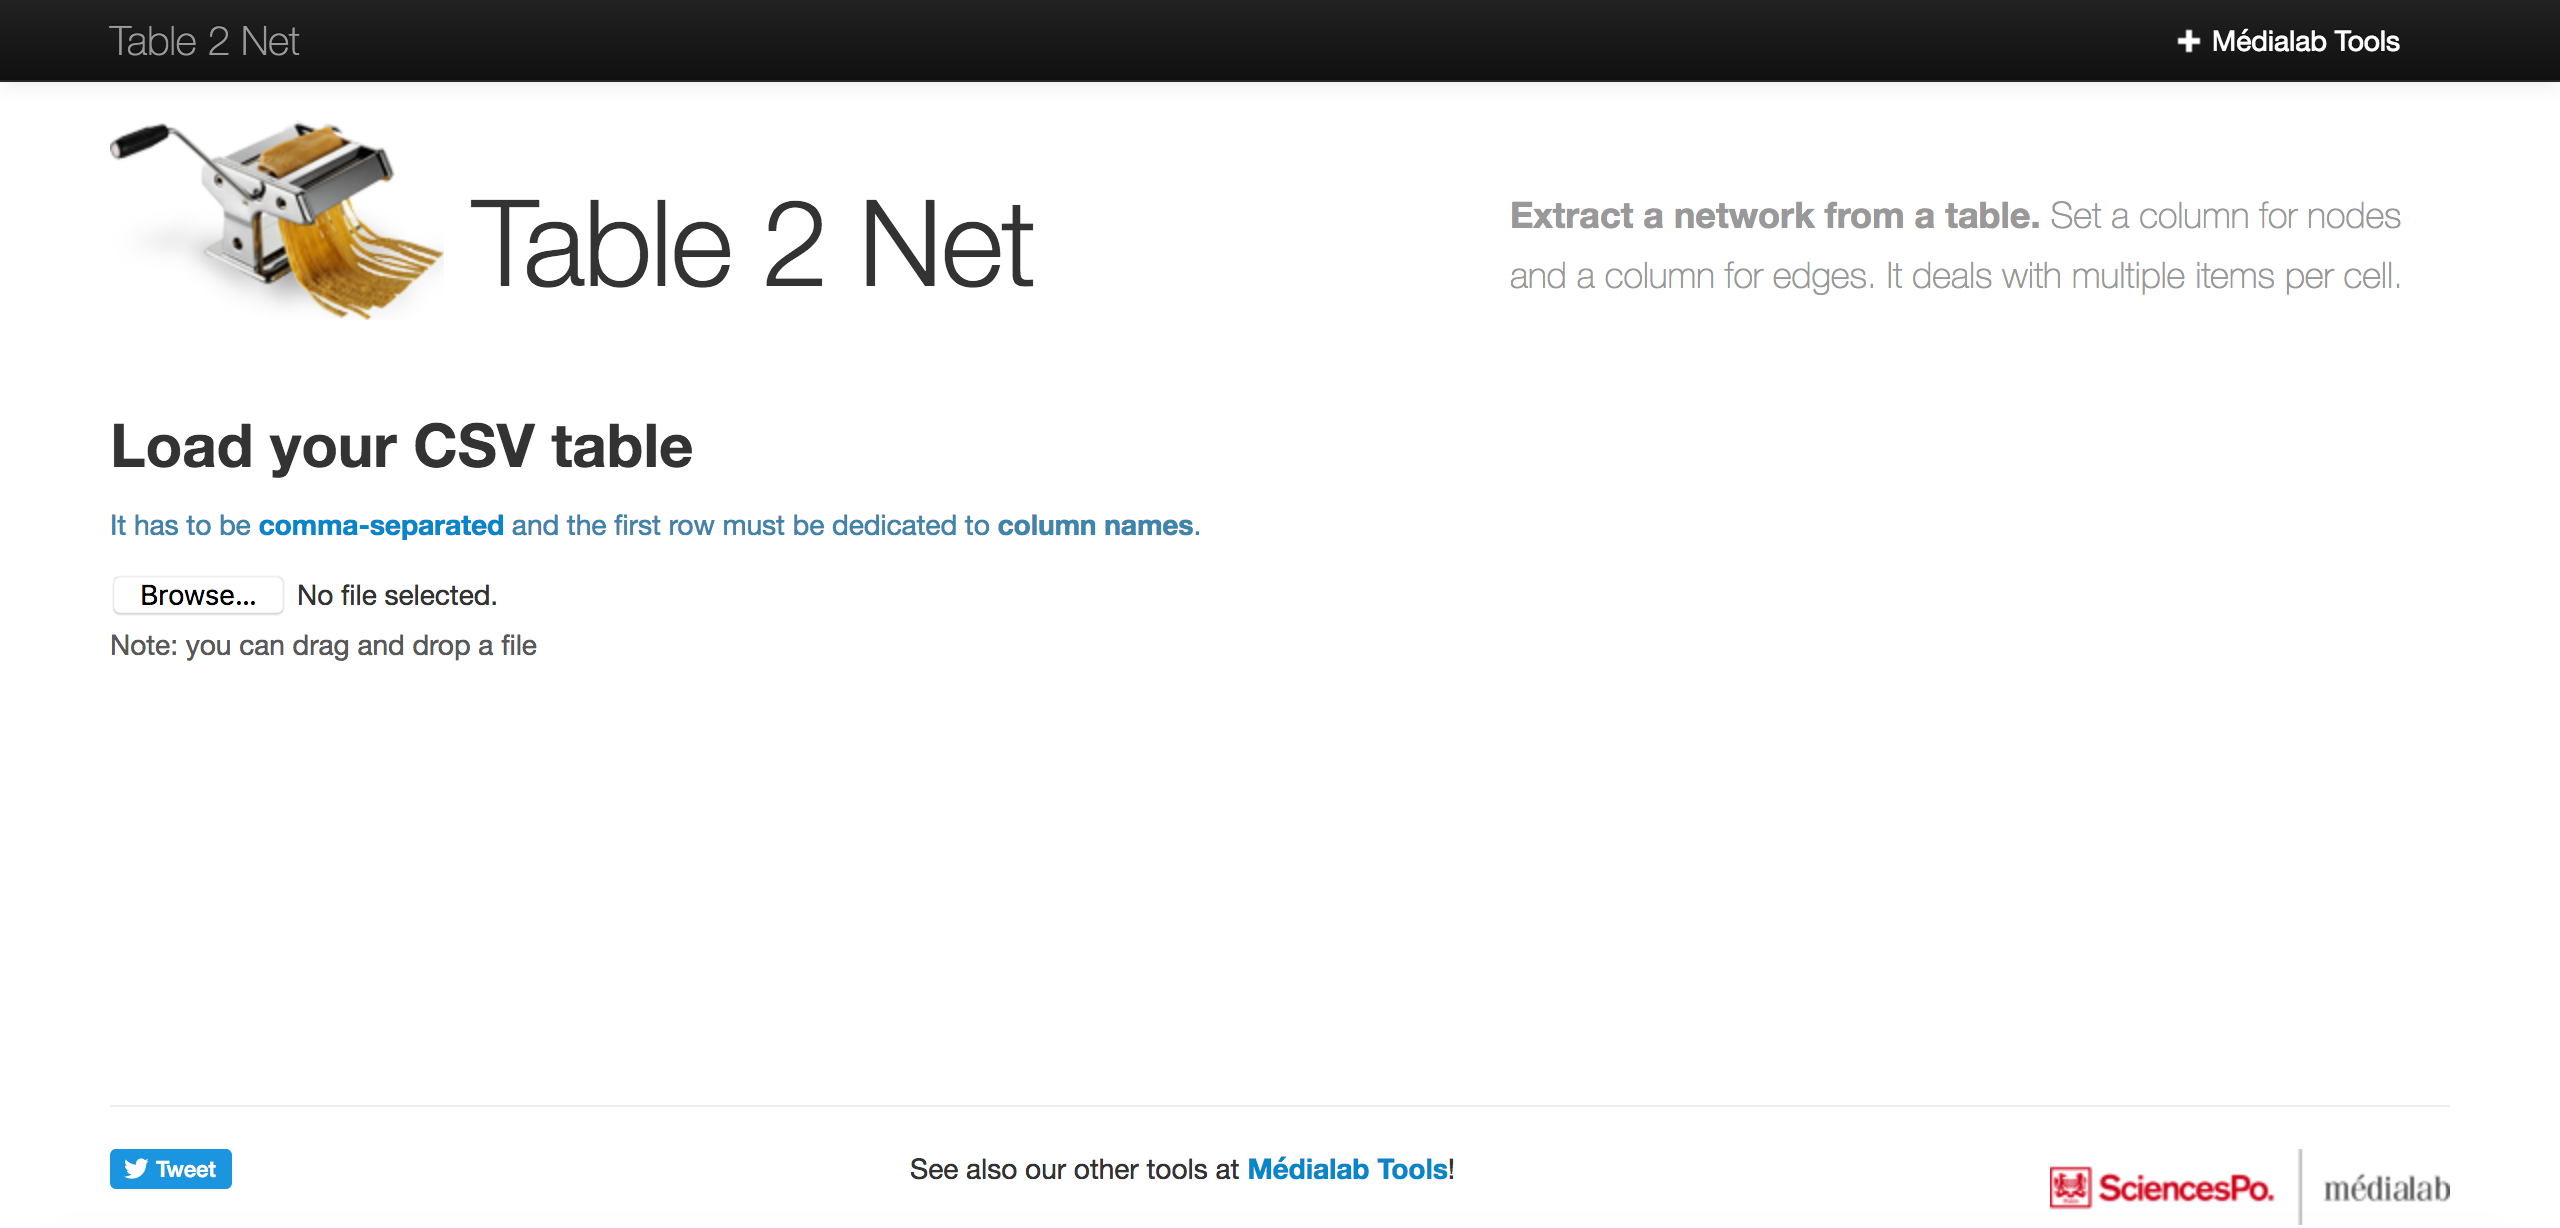 Table 2 Net
Médialab Tools
Table 2 Net
Extract a network from a table. Set a column for nodes
and a column for edges. It deals with multiple items per cell.
Load your CSV table
It has to be comma-separated and the first row must be dedicated to column names.
Browse... No file selected.
Note: you can drag and drop a file
Tweet
See also our other tools at Médialab Tools!
SciencesPo.
médialab